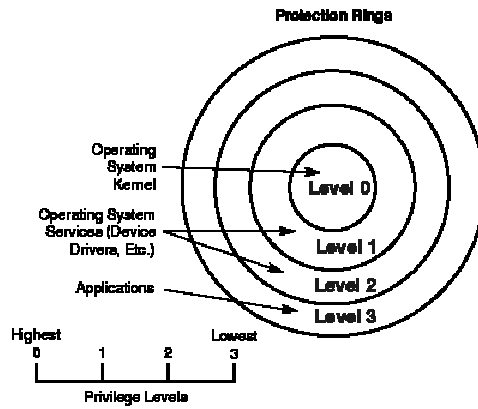 Protection Rings
Operating
System
Kernel
Level 0
Operating System
Services (Device
Drivers, Etc.)
Level 1
Level 2
Applications
Level 3
Highest
Lowest
0 1 2 3
Privilege Levels